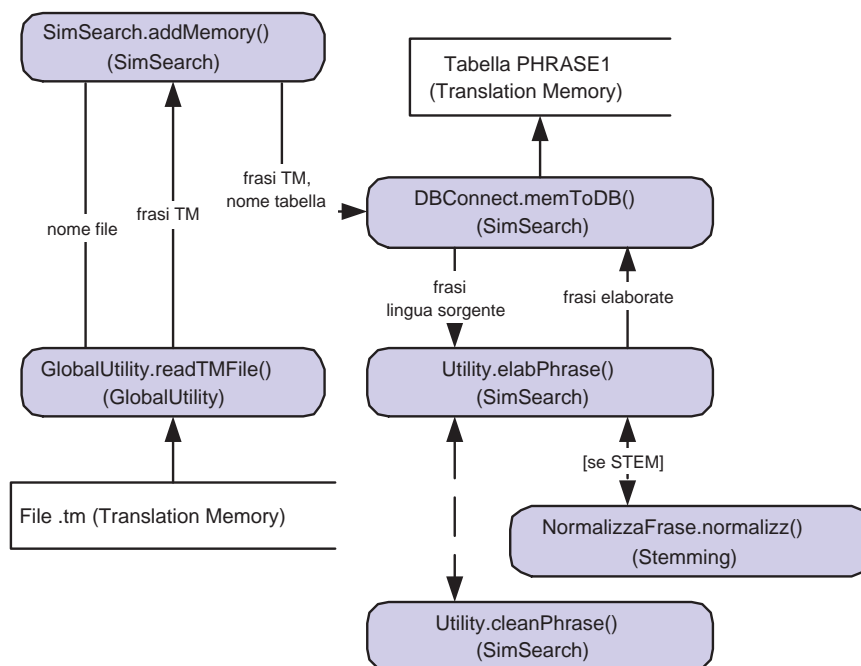 SimSearch.addMemory()
(SimSearch)
Tabella PHRASE1
(Translation Memory)
frasi TM,
nome tabella
frasi TM
nome file
DBConnect.memToDB()
(SimSearch)
frasi
lingua sorgente
frasi elaborate
GlobalUtility.readTMFile()
(GlobalUtility)
Utility.elabPhrase()
(SimSearch)
[se STEM]
File .tm (Translation Memory)
NormalizzaFrase.normalizz()
(Stemming)
Utility.cleanPhrase()
(SimSearch)